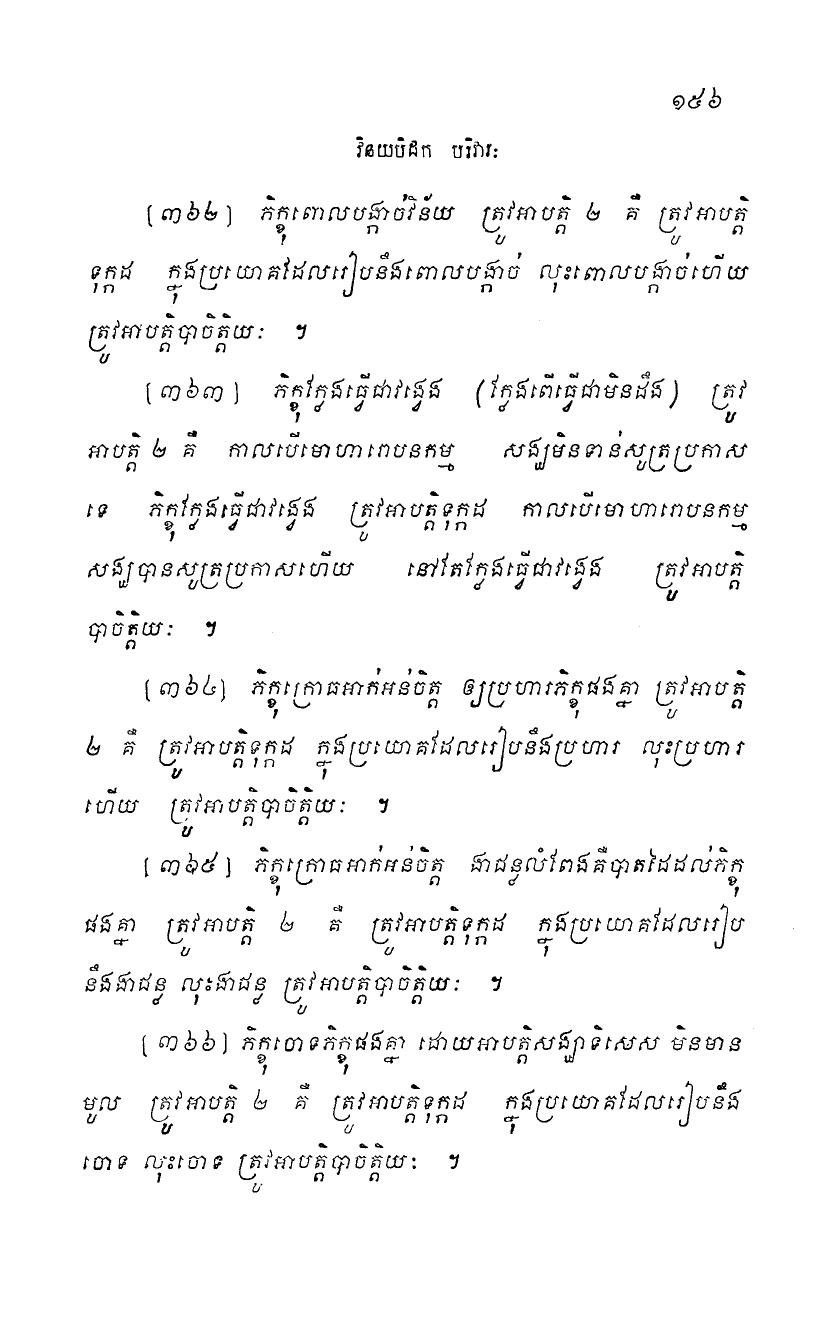 ១៥៦
វិនយបិដក បរិវារៈ
[៣៦២] ភិក្ខុពោលបង្កាច់វិន័យ ត្រូវអាបត្តិ ២ គឺ ត្រូវអាបត្តិ
ទុក្កដ ក្នុងប្រយោគដែលរៀបនឹងពោលបង្កាច់ លុះពោលបង្កាច់ហើយ
ត្រូវអាបត្តិបាចិត្តិយៈ ។
[៣៦៣] ភិក្ខុក្លែងធ្វើជាវង្វេង (ក្លែងពើធ្វើជាមិនដឹង) ត្រូវ
អាបត្តិ ២ គឺ កាលបើមោហារោបនកម្ម សង្ឃមិនទាន់សូត្រប្រកាស
ទេ ភិក្ខុក្លែងធ្វើជាវង្វេង ត្រូវអាបត្តិទុក្កដ កាលបើមោហារោបនកម្ម
សង្ឃបានសូត្រប្រកាសហើយ នៅតែក្លែងធ្វើជាវង្វេង ត្រូវអាបត្តិ
បាចិត្តិយៈ ។
[៣៦៤] ភិក្ខុក្រោធអាក់អន់ចិត្ត ឲ្យប្រហារភិក្ខុផងគ្នា ត្រូវអាបត្តិ
២ គឺ ត្រូវអាបត្តិទុក្កដ ក្នុងប្រយោគដែលរៀបនឹងប្រហារ លុះប្រហារ
ហើយ ត្រូវអាបត្តិបាចិត្តិយៈ ។
[៣៦៥] ភិក្ខុក្រោធអាក់អន់ចិត្ត ងាជន្ធលំពែងគឺបាតដៃដល់ភិក្ខុ
ផងគ្នា ត្រូវអាបត្តិ ២ គឺ ត្រូវអាបត្តិទុក្កដ ក្នុងប្រយោគដែលរៀប
នឹងងាជន្ធ លុះងាជន្ធ ត្រូវអាបត្តិបាចិត្តិយៈ ។
[៣៦៦] ភិក្ខុចោទភិក្ខុផងគ្នា ដោយអាបត្តិសង្ឃាទិសេស មិនមាន
មូល ត្រូវអាបត្តិ ២ គឺ ត្រូវអាបត្តិទុក្កដ ក្នុងប្រយោគដែលរៀបនឹង
ចោទ លុះចោទ ត្រូវអាបត្តិបាចិត្តិយៈ ។